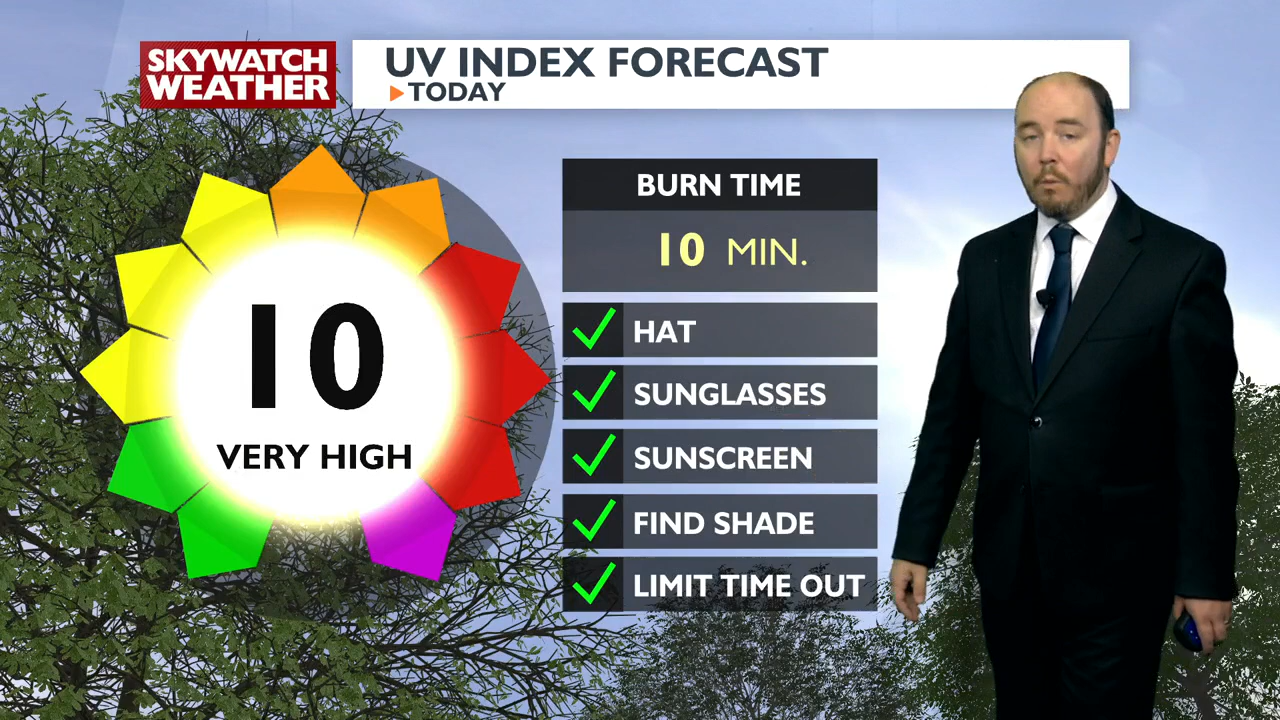 SKYWATCH
WEATHER
UV INDEX FORECAST
TODAY
10
VERY HIGH
BURN TIME
10 MIN.
HAT
SUNGLASSES
SUNSCREEN
FIND SHADE
LIMIT TIME OUT